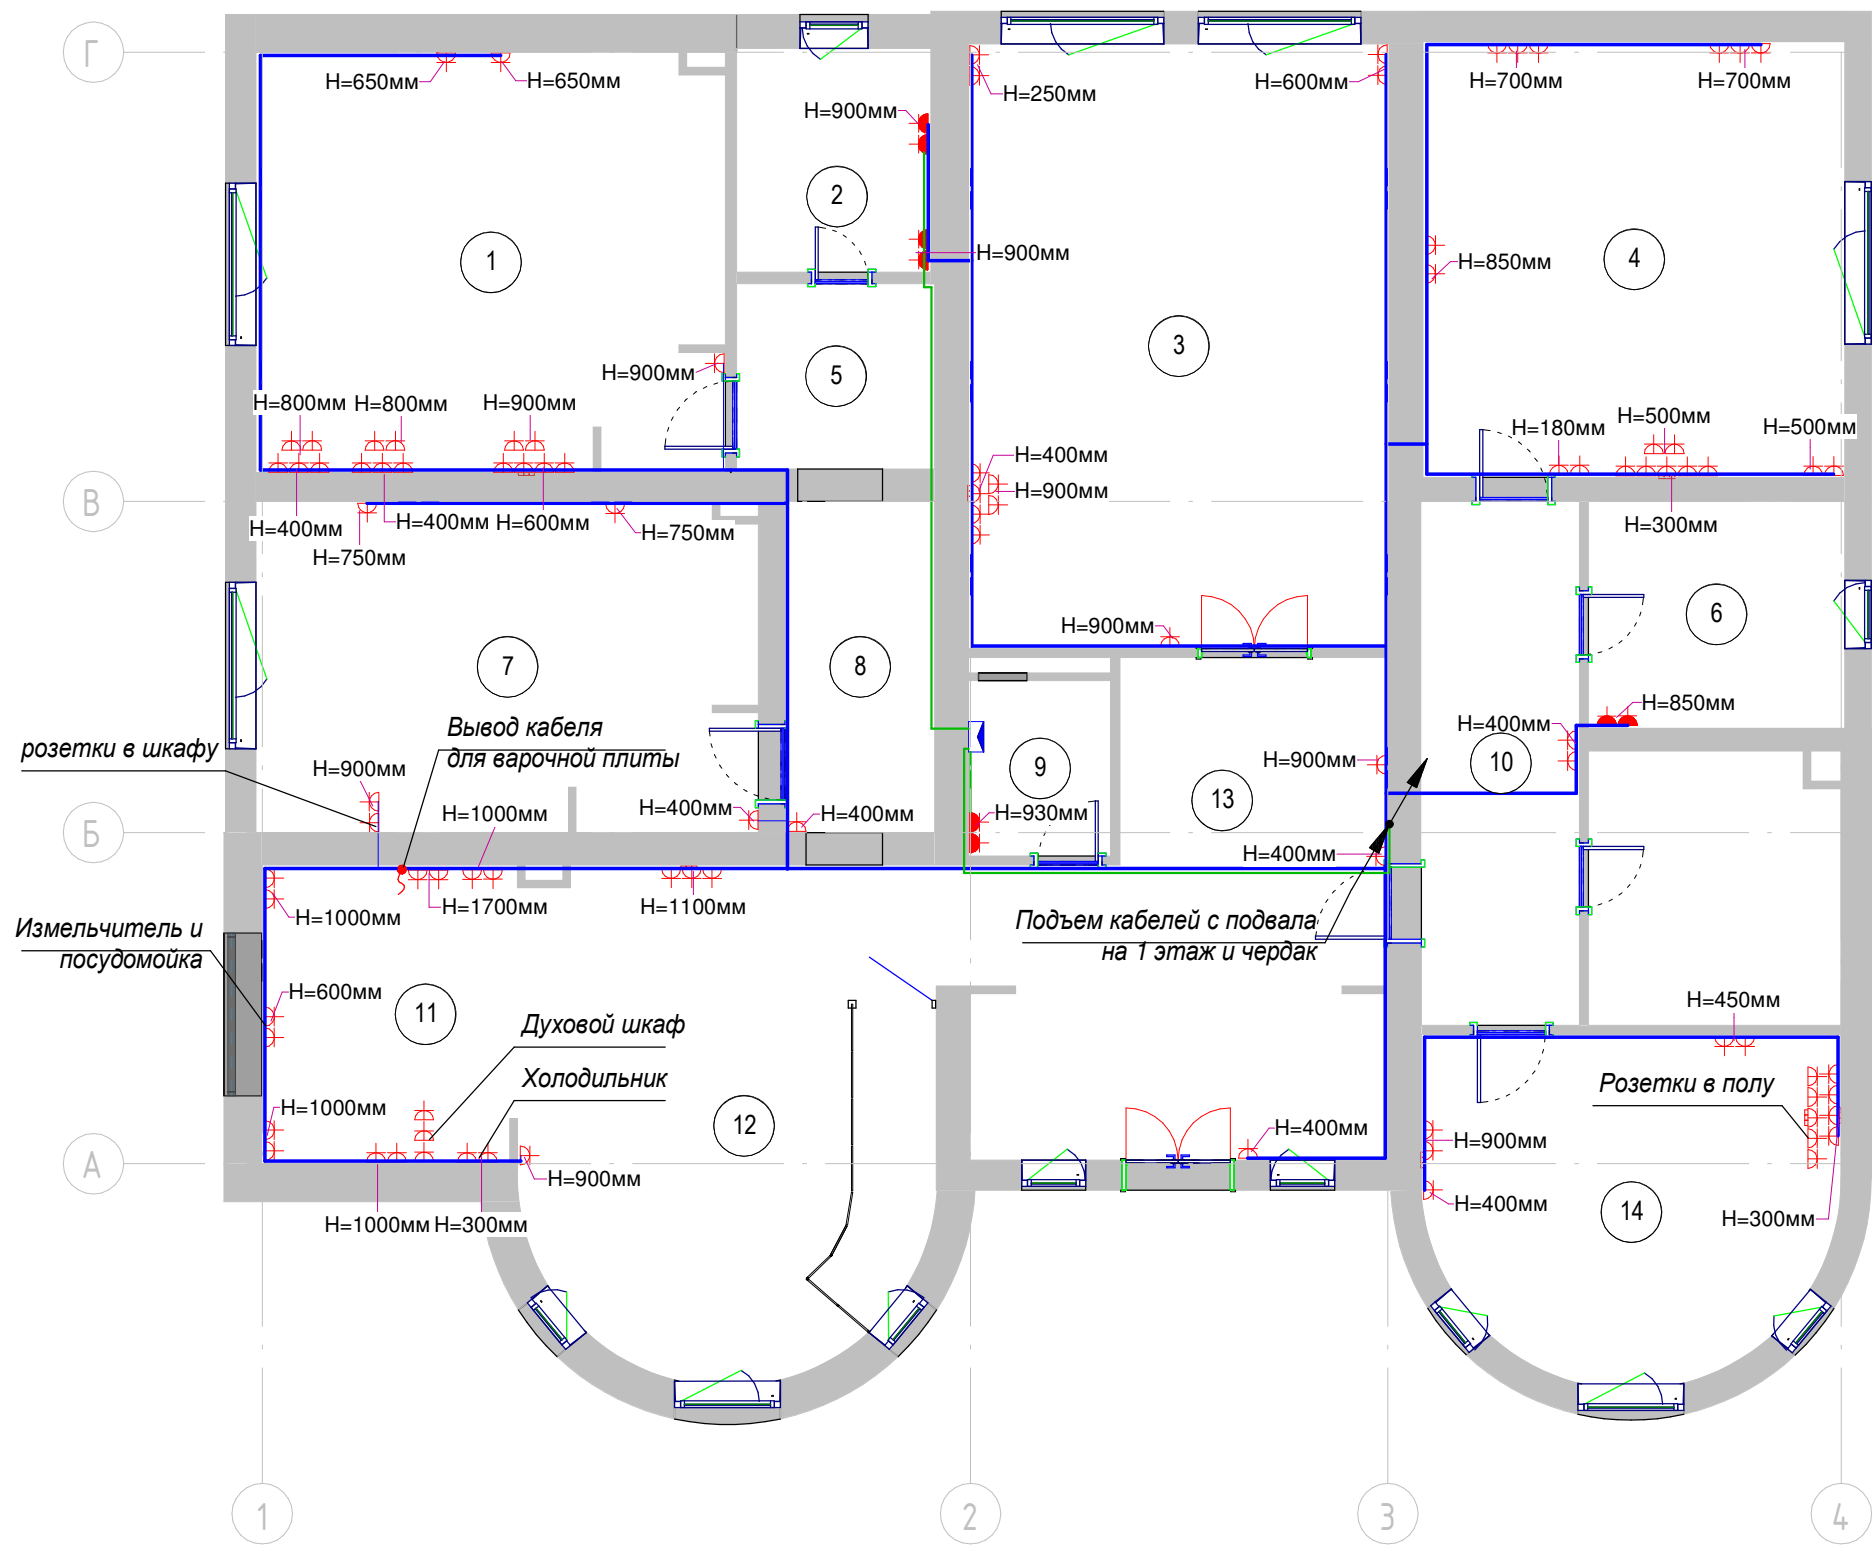 Г
H=650мм
H=650мм
H=900мм
H=250мм
H=600мм
H=700мм
H=700мм
2
1
H=900мм
4
H=850мм
3
5
H=900мм
H=800мм
H=800мм
H=900мм
H=180мм
H=500мм
H=500мм
H=400мм
H=900мм
В
H=400мм
H=400мм
H=600мм
H=750мм
H=750мм
H=300мм
6
H=900мм
7
8
H=850мм
H=400мм
Вывод кабеля
для варочной плиты
розетки в шкафу
H=900мм
9
H=900мм
10
13
H=400мм
H=1000мм
H=400мм
H=930мм
Б
H=400мм
H=1000мм
H=1700мм
H=1100мм
Измельчитель и
посудомойка
Подъем кабелей с подвала
на 1 этаж и чердак
H=600мм
11
Духовой шкаф
H=450мм
Холодильник
Розетки в полу
H=1000мм
12
H=400мм
H=900мм
А
H=900мм
H=400мм
14
H=300мм
H=1000мм
H=300мм
1
2
3
4